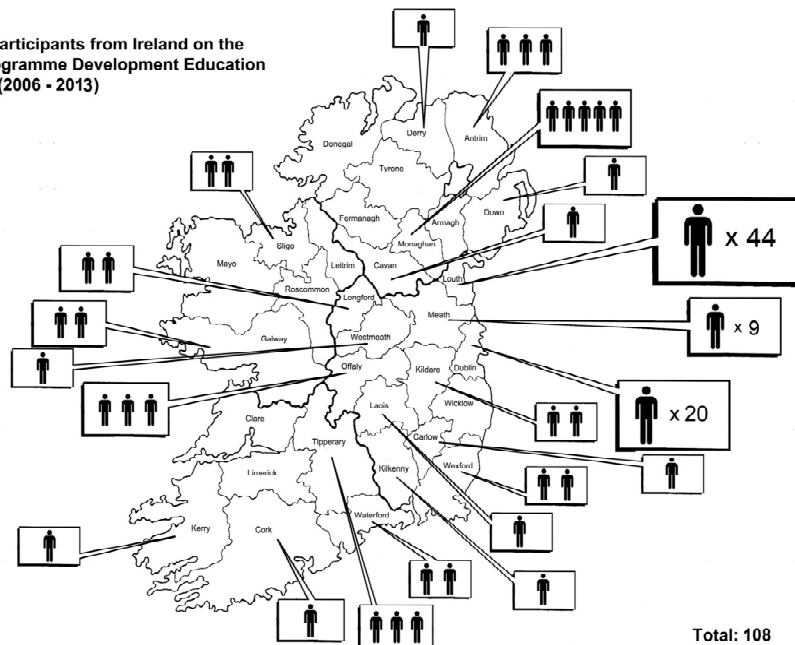 articipants from Ireland on the
ogramme Development Education
(2006 - 2013)
Derry
Antrim
Donegal
Tyrone
Fermanagh
Armagh
Down
Monaghan
Sligo
Leitrim
Cavan
Louth
x 44
Mayo
Roscommon
Longford
Meath
x 9
Galway
Westmeath
Offaly
Kildare
Dublin
Wicklow
x 20
Laois
Clare
Tipperary
Carlow
Kilkenny
Wexford
Limerick
Waterford
Kerry
Cork
Total: 108